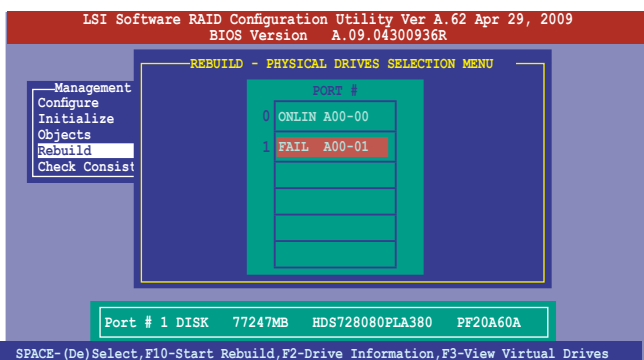 LSI Software RAID Configuration Utility Ver A.62 Apr 29, 2009
BIOS Version A.09.04300936R
REBUILD - PHYSICAL DRIVES SELECTION MENU
Management
Configure
Initialize
Objects
Rebuild
Check Consist
PORT #
0 ONLIN A00-00
1 FAIL A00-01
Port # 1 DISK 77247MB HDS728080PLA380 PF20A60A
SPACE-(De)Select,F10-Start Rebuild,F2-Drive Information,F3-View Virtual Drives